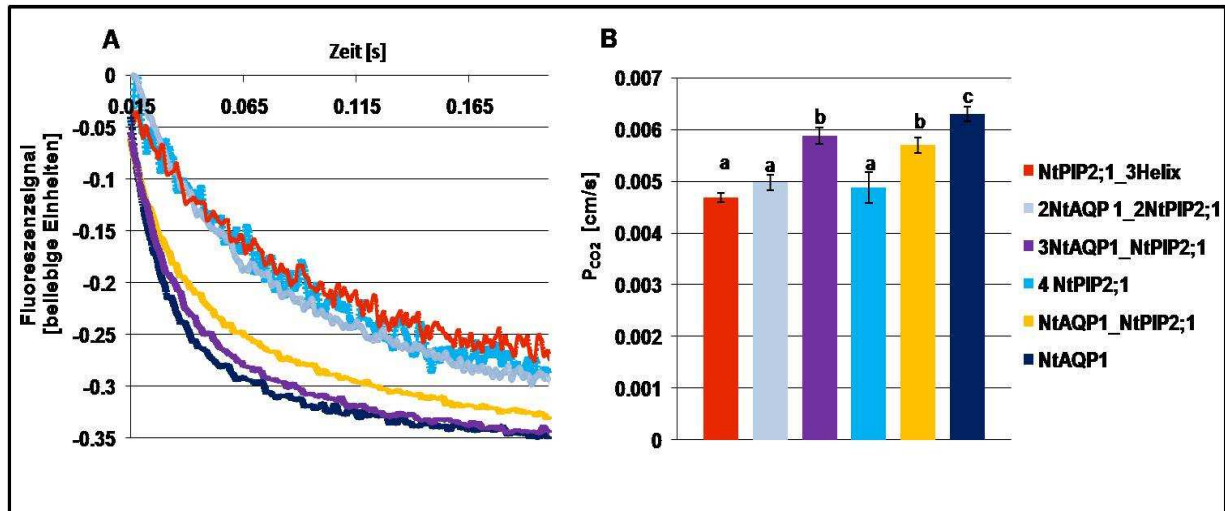 A
Zeit [s]
0
0.015
0.065
0.115
0.165
-0.05
-0.1
-0.15
-0.2
-0.25
-0.3
-0.35
Fluoreszenzsignal
[beliebige Einheiten]
B
0.007
0.006
0.005
0.004
0.003
0.002
0.001
0
PCO2 [cm/s]
a
a
b
a
b
c
NtPIP2;1_3Helix
2NtAQP 1_2NtPIP2;1
3NtAQP1_NtPIP2;1
4 NtPIP2;1
NtAQP1_NtPIP2;1
NtAQP1